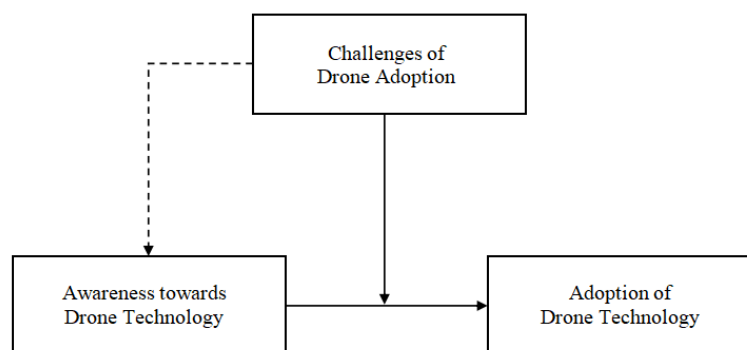 Challenges of
Drone Adoption
Awareness towards
Drone Technology
Adoption of
Drone Technology